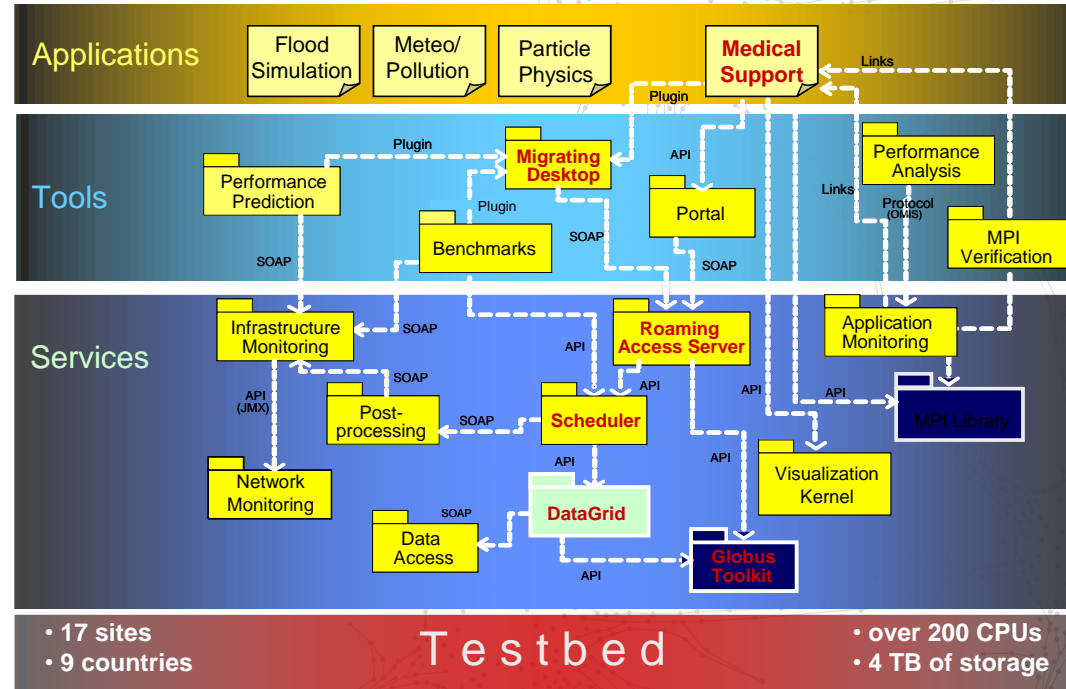 Applications
Flood
Simulation
Meteo/
Pollution
Particle
Physics
Medical
Support
Links
Plugin
Tools
Plugin
Performance
Prediction
Migrating
Desktop
API
Performance
Analysis
Links
Protocol
(OMIS)
Plugin
Portal
Benchmarks
SOAP
MPI
Verification
SOAP
SOAP
Services
Infrastructure
Monitoring
SOAP
Roaming
Access Server
Application
Monitoring
API
SOAP
API
API
API
API
(JMX)
Post-
processing
SOAP
Scheduler
MPI Library
API
API
Network
Monitoring
Visualization
Kernel
DataGrid
SOAP
Data
Access
Globus
Toolkit
API
• 17 sites
• 9 countries
Testbed
• over 200 CPUs
• 4 TB of storage